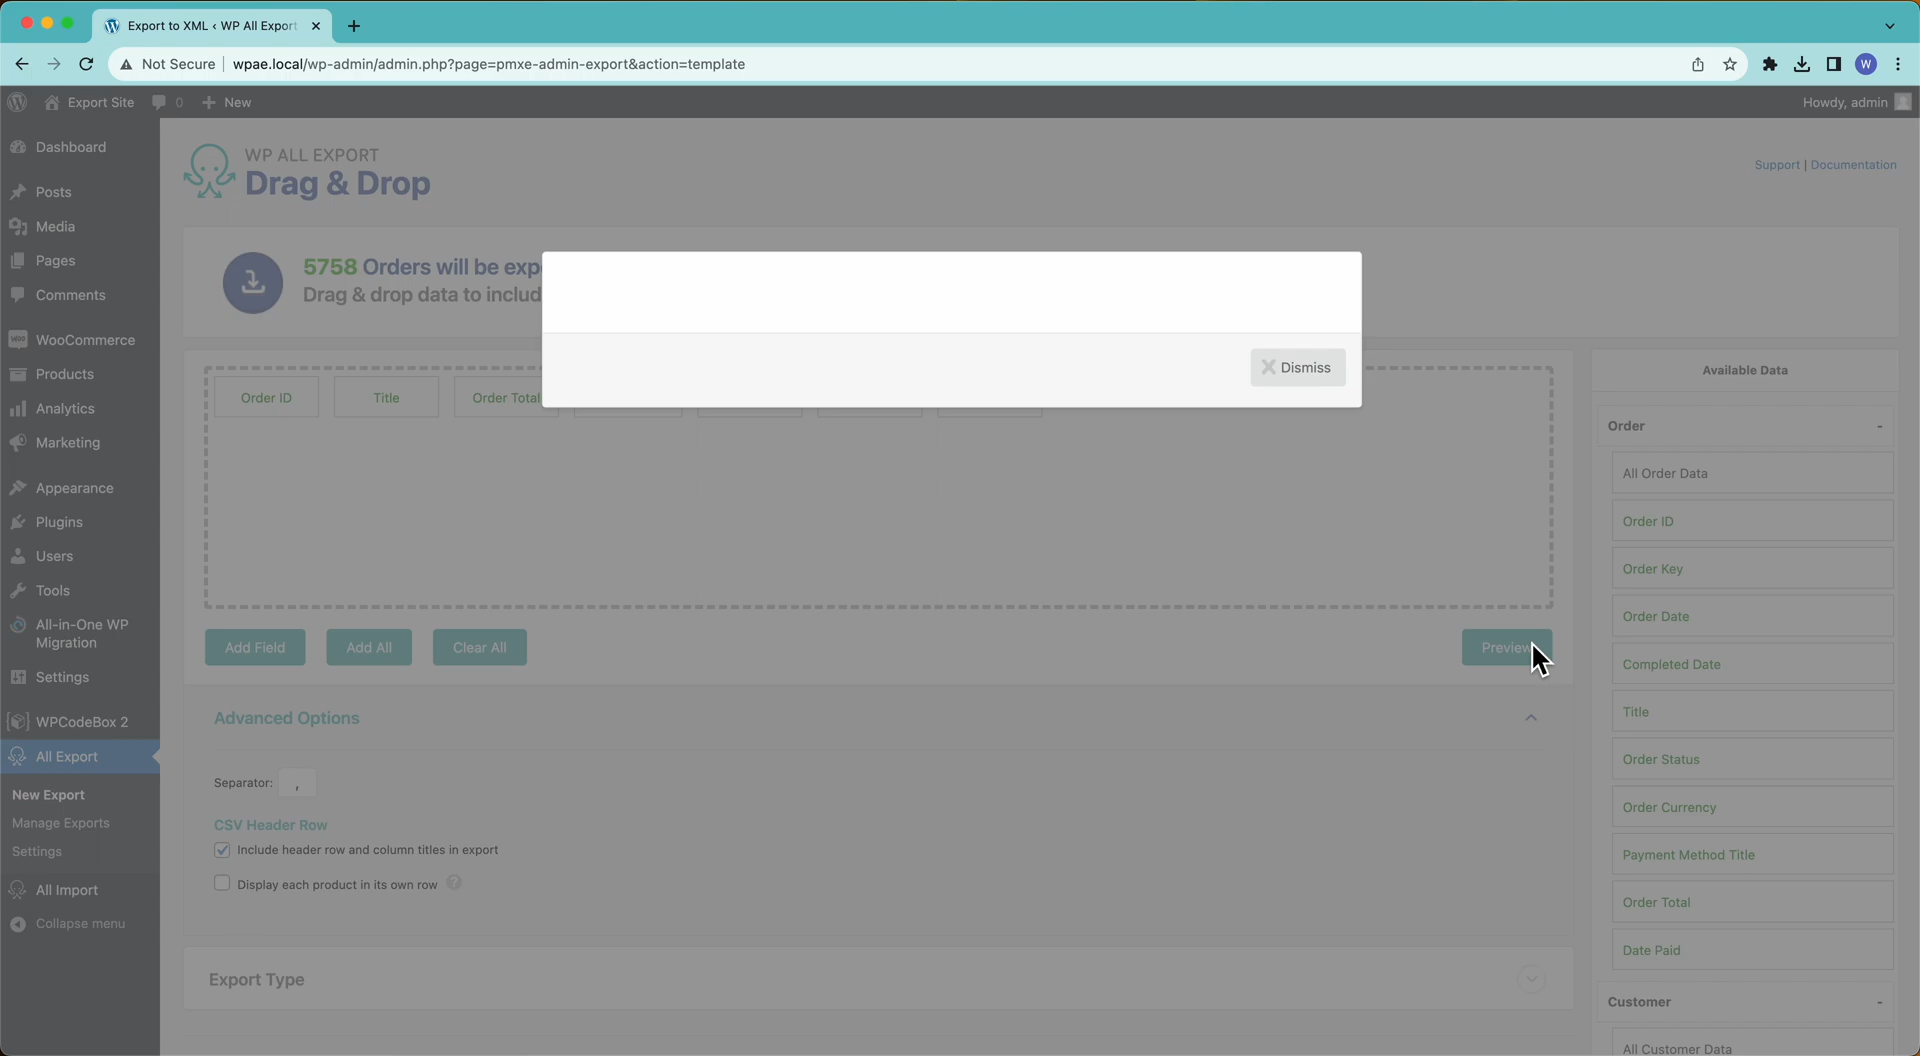 Export to XML ‹ WP All Export
Not Secure
wpae.local/wp-admin/admin.php?page=pmxe-admin-export&action=template
W
Export Site
0
New
Howdy, admin
Dashboard
Posts
Media
Pages
Comments
WooCommerce
Products
Analytics
Marketing
Appearance
Plugins
Users
Tools
All-in-One WP
Migration
Settings
WPCodeBox 2
All Export
New Export
Manage Exports
Settings
All Import
Collapse menu
WP ALL EXPORT
Drag & Drop
Support | Documentation
5758 Orders will be exp
Drag & drop data to includ
Dismiss
Order ID
Title
Order Total
Add Field
Add All
Clear All
Preview
Advanced Options
Separator:
,
CSV Header Row
Include header row and column titles in export
Display each product in its own row
?
Export Type
Available Data
Order
-
All Order Data
Order ID
Order Key
Order Date
Completed Date
Title
Order Status
Order Currency
Payment Method Title
Order Total
Date Paid
Customer
-
All Customer Data